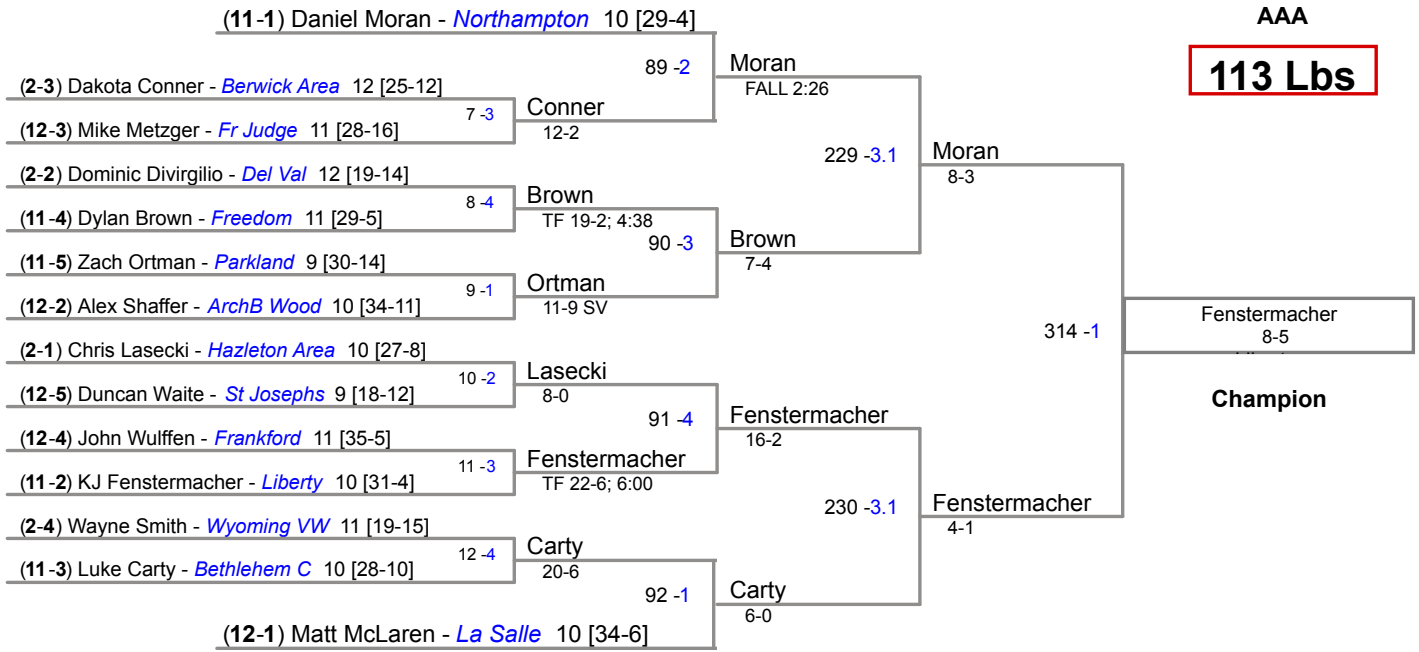 (11-1) Daniel Moran - Northampton 10 [29-4]
AAA
113 Lbs
89 -2
Moran
FALL 2:26
(2-3) Dakota Conner - Berwick Area 12 [25-12]
7 -3
Conner
12-2
(12-3) Mike Metzger - Fr Judge 11 [28-16]
229 -3.1
Moran
8-3
(2-2) Dominic Divirgilio - Del Val 12 [19-14]
8 -4
Brown
TF 19-2; 4:38
(11-4) Dylan Brown - Freedom 11 [29-5]
90 -3
Brown
7-4
(11-5) Zach Ortman - Parkland 9 [30-14]
9 -1
Ortman
11-9 SV
(12-2) Alex Shaffer - ArchB Wood 10 [34-11]
314 -1
Fenstermacher
8-5
Champion
(2-1) Chris Lasecki - Hazleton Area 10 [27-8]
10 -2
Lasecki
8-0
(12-5) Duncan Waite - St Josephs 9 [18-12]
91 -4
Fenstermacher
16-2
(12-4) John Wulffen - Frankford 11 [35-5]
11 -3
Fenstermacher
TF 22-6; 6:00
(11-2) KJ Fenstermacher - Liberty 10 [31-4]
230 -3.1
Fenstermacher
4-1
(2-4) Wayne Smith - Wyoming VW 11 [19-15]
12 -4
Carty
20-6
(11-3) Luke Carty - Bethlehem C 10 [28-10]
92 -1
Carty
6-0
(12-1) Matt McLaren - La Salle 10 [34-6]